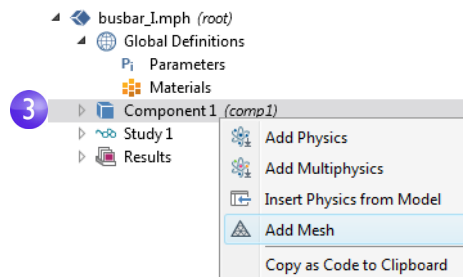 busbar_I.mph (root)
Global Definitions
Pi Parameters
Materials
3 Component 1 (comp1)
Study 1
Results
Add Physics
Add Multiphysics
Insert Physics from Model
Add Mesh
Copy as Code to Clipboard